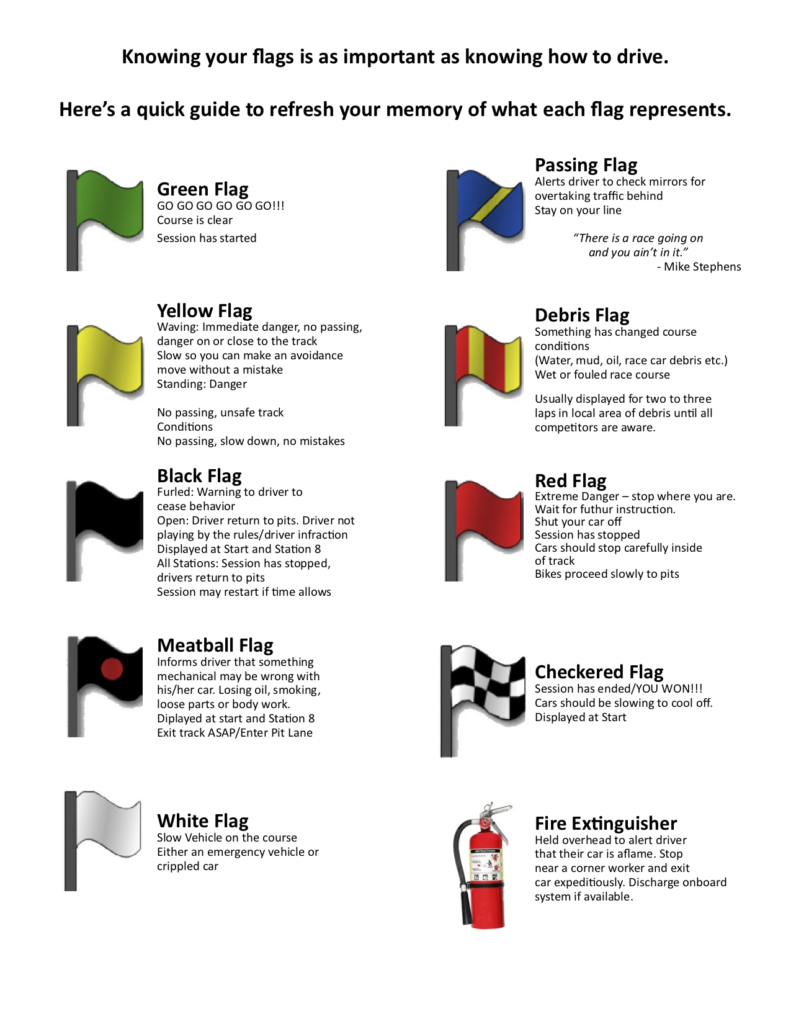 Knowing your flags is as important as knowing how to drive.
Here's a quick guide to refresh your memory of what each flag represents.
Green Flag
GO GO GO GO GO GO!!!
Course is clear
Session has started
Passing Flag
Alerts driver to check mirrors for
overtaking traffic behind
Stay on your line
“There is a race going on
and you ain’t in it.”
- Mike Stephens
Yellow Flag
Waving: Immediate danger, no passing,
danger on or close to the track
Slow so you can make an avoidance
move without a mistake
Standing: Danger
No passing, unsafe track
Conditions
No passing, slow down, no mistakes
Debris Flag
Something has changed course
conditions
(Water, mud, oil, race car debris etc.)
Wet or fouled race course
Usually displayed for two to three
laps in local area of debris until all
competitors are aware.
Black Flag
Furled: Warning to driver to
cease behavior
Open: Driver return to pits. Driver not
playing by the rules/driver infraction
Displayed at Start and Station 8
All Stations: Session has stopped,
drivers return to pits
Session may restart if time allows
Red Flag
Extreme Danger – stop where you are.
Wait for futhur instruction.
Shut your car off
Session has stopped
Cars should stop carefully inside
of track
Bikes proceed slowly to pits
Meatball Flag
Informs driver that something
mechanical may be wrong with
his/her car. Losing oil, smoking,
loose parts or body work.
Diplayed at start and Station 8
Exit track ASAP/Enter Pit Lane
Checkered Flag
Session has ended/YOU WON!!!
Cars should be slowing to cool off.
Displayed at Start
White Flag
Slow Vehicle on the course
Either an emergency vehicle or
crippled car
Fire Extinguisher
Held overhead to alert driver
that their car is aflame. Stop
near a corner worker and exit
car expeditiously. Discharge onboard
system if available.